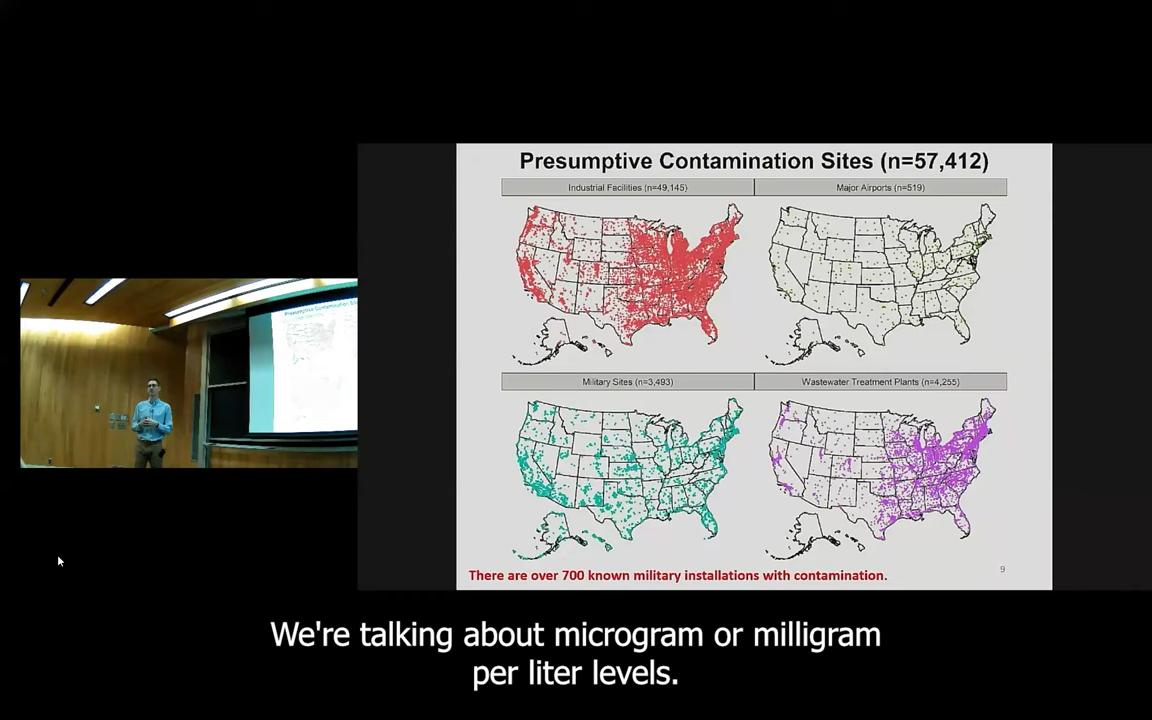 Presumptive Contamination Sites (n=57,412)
Industrial Facilities (n=49,145)
Major Airports (n=519)
Military Sites (n=3,493)
Wastewater Treatment Plants (n=4,255)
There are over 700 known military installations with contamination.
9
We're talking about microgram or milligram
per liter levels.